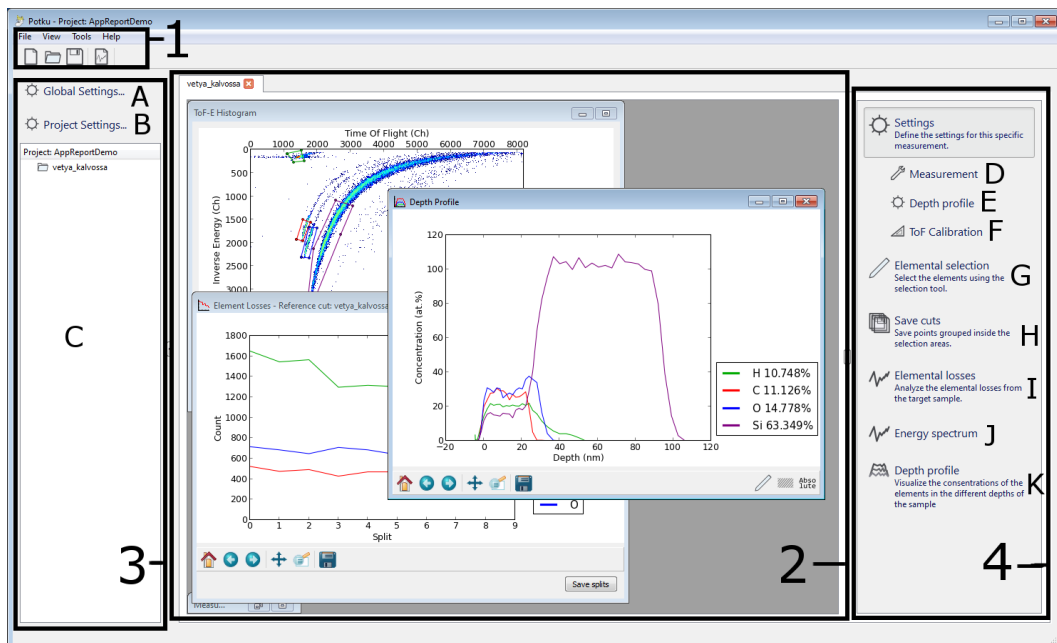 Potku - Project: AppReportDemo
File View Tools Help
1
Global Settings... A
Project Settings... B
Project: AppReportDemo
vetya_kalvossa
C
3
vetya_kalvossa
ToF-E Histogram
Time Of Flight (Ch)
0 1000 2000 3000 4000 5000 6000 7000 8000
0
500
1000
1500
2000
2500
3000
Inverse Energy (Ch)
Element Losses - Reference cut: vetya_kalvossa
1800
1600
1400
1200
1000
800
600
400
200
0
Count
0 1 2 3 4 5 6 7 8 9
Split
O
Save splits
Measu...
Depth Profile
120
100
80
60
40
20
0
Concentration (at.%)
−20 0 20 40 60 80 100 120
Depth (nm)
H 10.748%
C 11.126%
O 14.778%
Si 63.349%
Abso
lute
2
Settings
Define the settings for this specific
measurement.
Measurement D
Depth profile E
ToF Calibration F
Elemental selection
Select the elements using the
selection tool.
G
Save cuts
Save points grouped inside the
selection areas.
H
Elemental losses
Analyze the elemental losses from
the target sample.
I
Energy spectrum J
Depth profile
Visualize the consentrations of the
elements in the different depths of
the sample
K
4